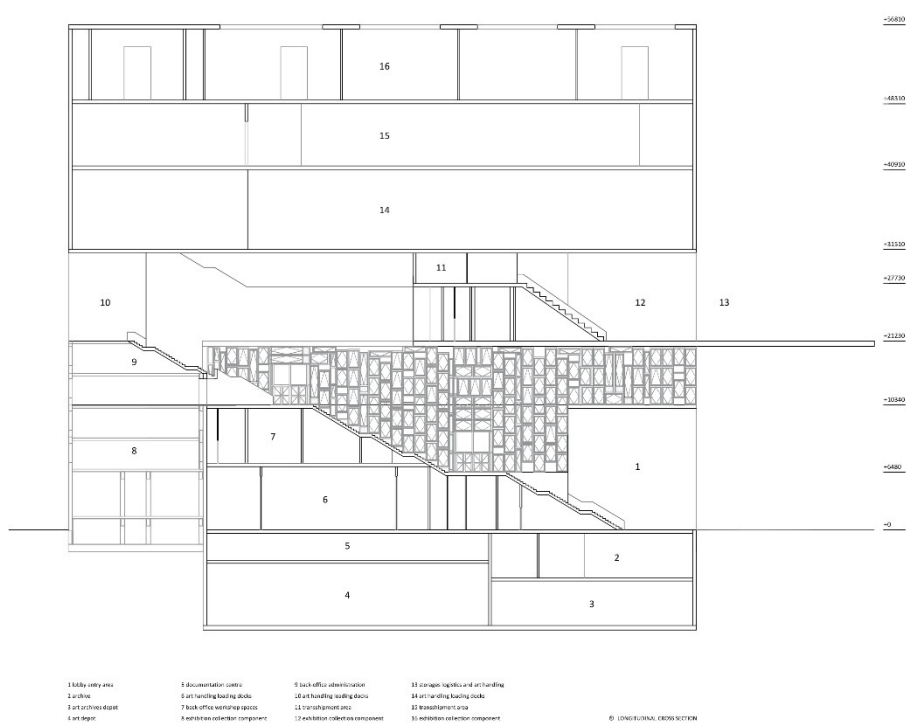 +56810
16
+48310
15
+40910
14
+31510
11
+27730
10
12
13
+21230
9
+10340
7
8
1
+5480
6
+0
5
2
4
3
1 lobby entry area
2 archive
3 art archives depot
4 art depot
5 documentation centre
6 art handling loading docks
7 back-office workshop spaces
8 exhibition collection component
9 back-office administration
10 art handling loading docks
11 transshipment area
12 exhibition collection component
13 storages logistics and art handling
14 art handling loading docks
15 transshipment area
16 exhibition collection component
LONGITUDINAL CROSS SECTION